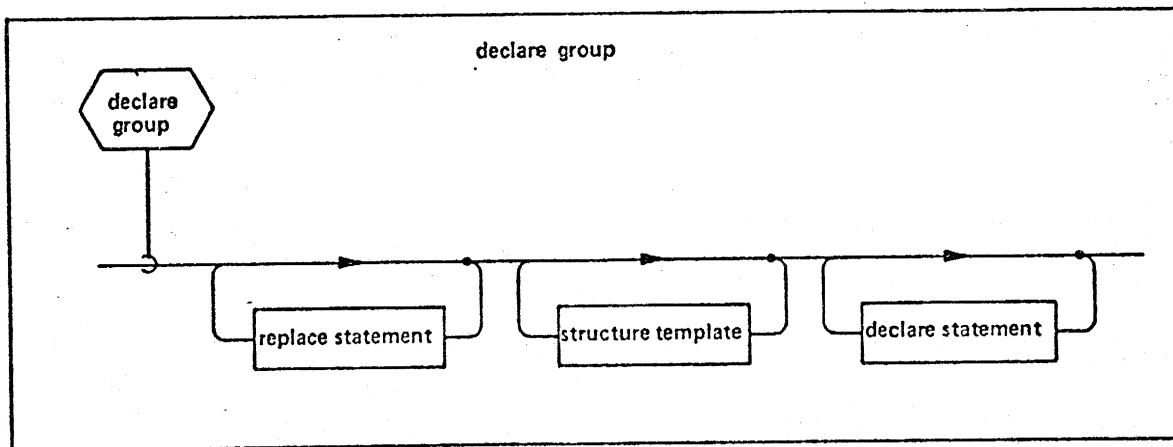 declare group
declare
group
replace statement
structure template
declare statement